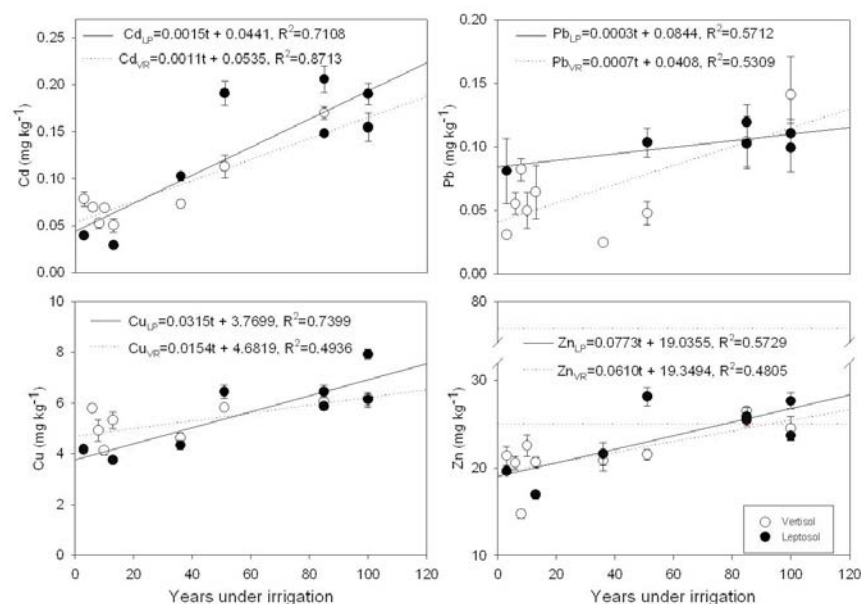 Cd_LP=0.0015t + 0.0441, R²=0.7108
Cd_VR=0.0011t + 0.0535, R²=0.8713
0.25
0.20
0.15
0.10
0.05
0.00
Cd (mg kg⁻¹)
Pb_LP=0.0003t + 0.0844, R²=0.5712
Pb_VR=0.0007t + 0.0408, R²=0.5309
0.20
0.15
0.10
0.05
0.00
Pb (mg kg⁻¹)
Cu_LP=0.0315t + 3.7699, R²=0.7399
Cu_VR=0.0154t + 4.6819, R²=0.4936
10
8
6
4
2
0
Cu (mg kg⁻¹)
0 20 40 60 80 100 120
Years under irrigation
Zn_LP=0.0773t + 19.0355, R²=0.5729
Zn_VR=0.0610t + 19.3494, R²=0.4805
80
30
20
10
Zn (mg kg⁻¹)
Vertisol
Leptosol
0 20 40 60 80 100 120
Years under irrigation